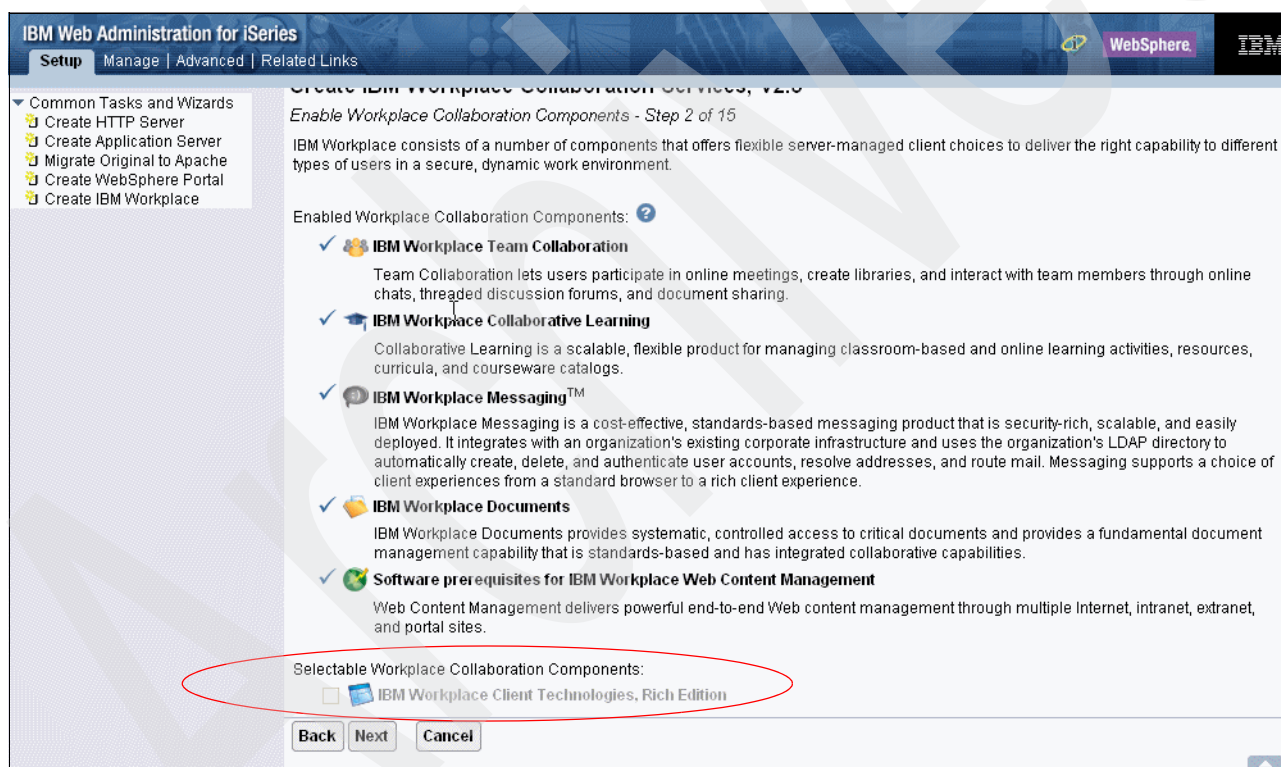 IBM Web Administration for iSeries
WebSphere
IBM
Setup Manage | Advanced | Related Links
Common Tasks and Wizards
Create HTTP Server
Create Application Server
Migrate Original to Apache
Create WebSphere Portal
Create IBM Workplace
Create IBM Workplace Collaboration Services, V2.5
Enable Workplace Collaboration Components - Step 2 of 15
IBM Workplace consists of a number of components that offers flexible server-managed client choices to deliver the right capability to different
types of users in a secure, dynamic work environment.
Enabled Workplace Collaboration Components: ?
IBM Workplace Team Collaboration
Team Collaboration lets users participate in online meetings, create libraries, and interact with team members through online
chats, threaded discussion forums, and document sharing.
IBM Workplace Collaborative Learning
Collaborative Learning is a scalable, flexible product for managing classroom-based and online learning activities, resources,
curricula, and courseware catalogs.
IBM Workplace Messaging™
IBM Workplace Messaging is a cost-effective, standards-based messaging product that is security-rich, scalable, and easily
deployed. It integrates with an organization's existing corporate infrastructure and uses the organization's LDAP directory to
automatically create, delete, and authenticate user accounts, resolve addresses, and route mail. Messaging supports a choice of
client experiences from a standard browser to a rich client experience.
IBM Workplace Documents
IBM Workplace Documents provides systematic, controlled access to critical documents and provides a fundamental document
management capability that is standards-based and has integrated collaborative capabilities.
Software prerequisites for IBM Workplace Web Content Management
Web Content Management delivers powerful end-to-end Web content management through multiple Internet, intranet, extranet,
and portal sites.
Selectable Workplace Collaboration Components:
IBM Workplace Client Technologies, Rich Edition
Back Next Cancel